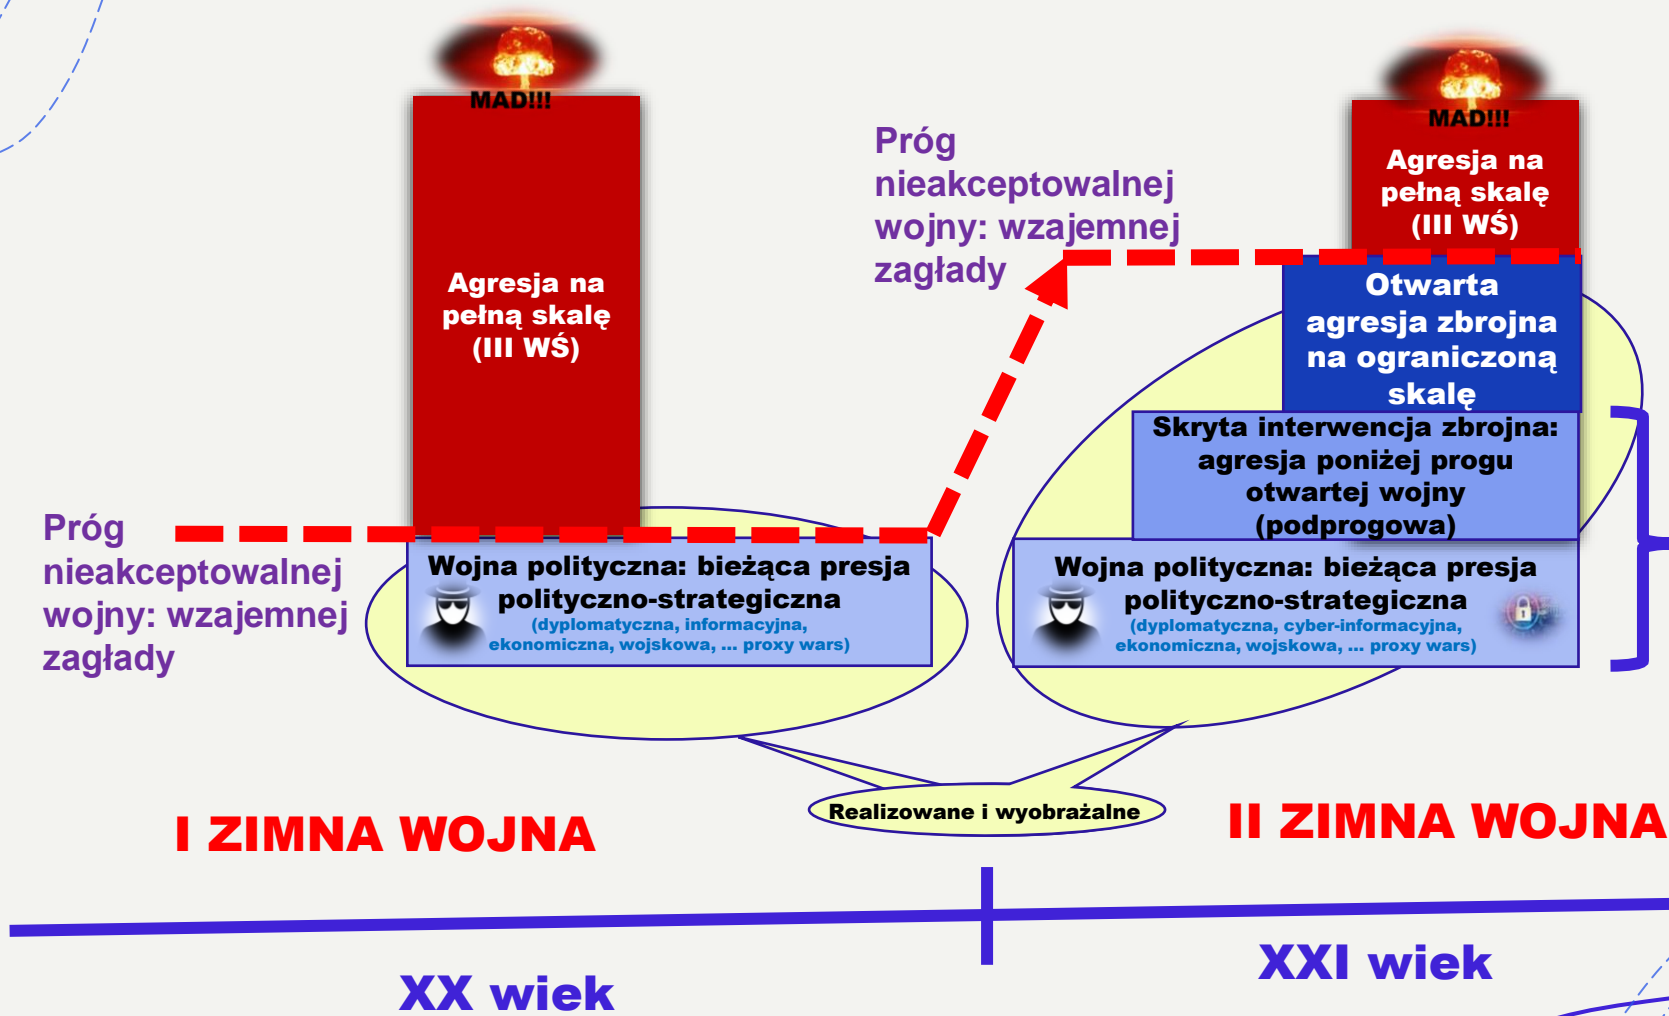 MAD!!!
Agresja na
pełną skalę
(III WŚ)
Próg
nieakceptowalnej
wojny: wzajemnej
zagłady
Wojna polityczna: bieżąca presja
polityczno-strategiczna
(dyplomatyczna, informacyjna,
ekonomiczna, wojskowa, ... proxy wars)
Próg
nieakceptowalnej
wojny: wzajemnej
zagłady
MAD!!!
Agresja na
pełną skalę
(III WŚ)
Otwarta
agresja zbrojna
na ograniczoną
skalę
Skryta interwencja zbrojna:
agresja poniżej progu
otwartej wojny
(podprogowa)
Wojna polityczna: bieżąca presja
polityczno-strategiczna
(dyplomatyczna, cyber-informacyjna,
ekonomiczna, wojskowa, ... proxy wars)
Realizowane i wyobrażalne
I ZIMNA WOJNA
II ZIMNA WOJNA
XX wiek
XXI wiek